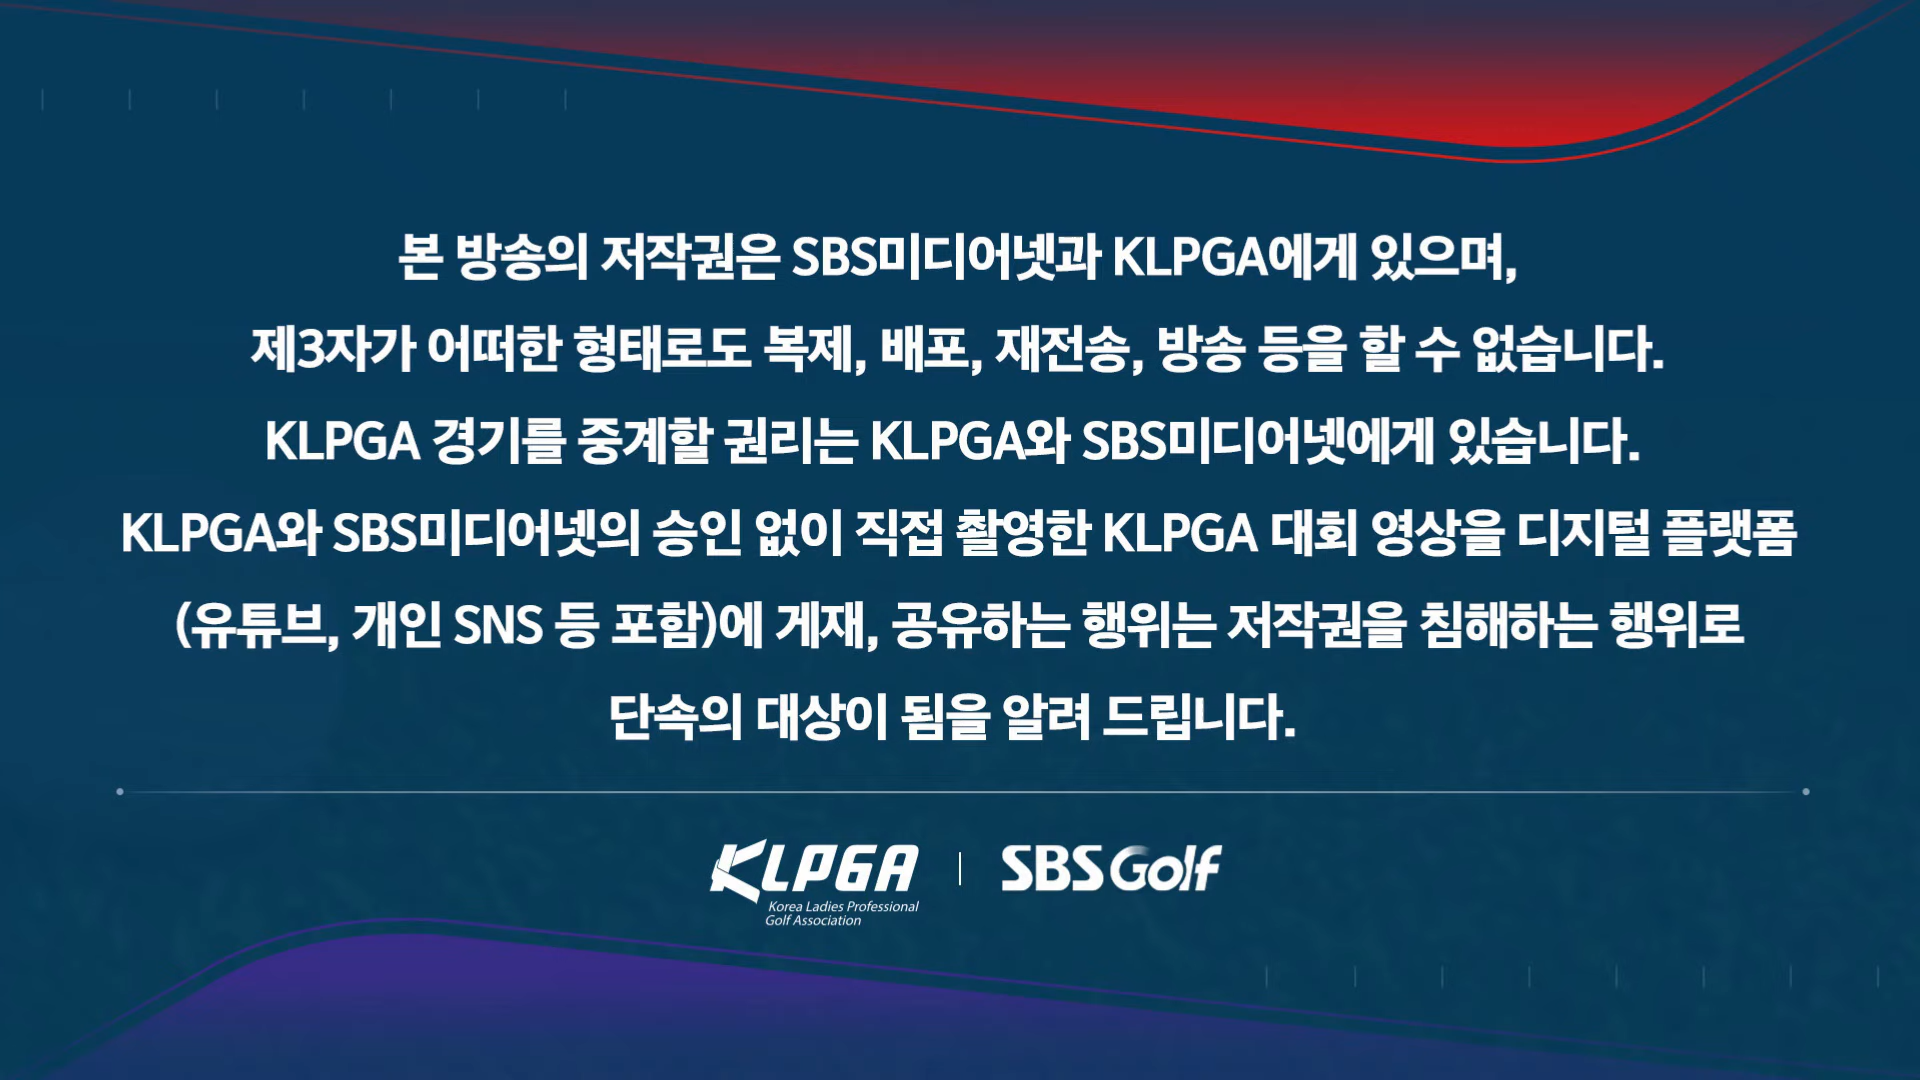 본 방송의 저작권은 SBS미디어넷과 KLPGA에게 있으며,
제3자가 어떠한 형태로도 복제, 배포, 재전송, 방송 등을 할 수 없습니다.
KLPGA 경기를 중계할 권리는 KLPGA와 SBS미디어넷에게 있습니다.
KLPGA와 SBS미디어넷의 승인 없이 직접 촬영한 KLPGA 대회 영상을 디지털 플랫폼
(유튜브, 개인 SNS 등 포함)에 게재, 공유하는 행위는 저작권을 침해하는 행위로
단속의 대상이 됨을 알려 드립니다.
KLPGA
Korea Ladies Professional
Golf Association
SBS Golf